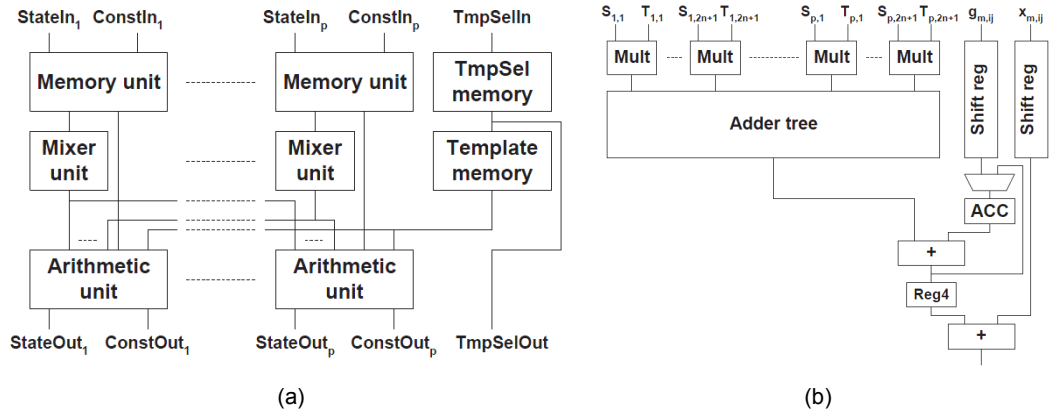 StateIn1 ConstIn1 StateInp ConstInp TmpSelIn
Memory unit Memory unit TmpSel memory
Mixer unit Mixer unit Template memory
Arithmetic unit Arithmetic unit
StateOut1 ConstOut1 StateOutp ConstOutp TmpSelOut
(a)
S1,1 T1,1 S1,2n+1 T1,2n+1 Sp,1 Tp,1 Sp,2n+1 Tp,2n+1 gm,ij xm,ij
Mult Mult Mult Mult
Shift reg Shift reg
Adder tree
ACC
+
Reg4
+
(b)